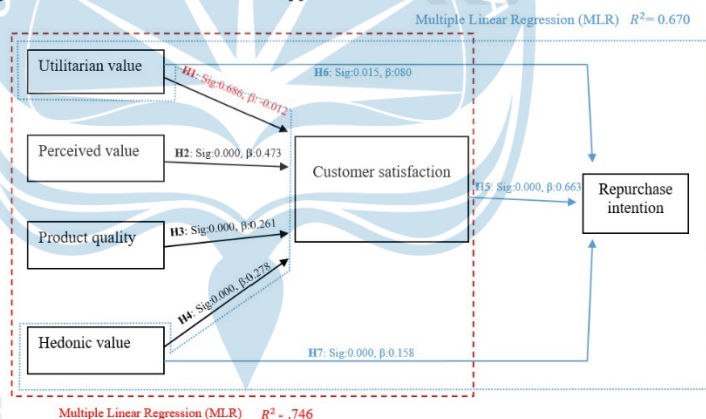 Multiple Linear Regression (MLR) R²= 0.670
Utilitarian value
H6: Sig:0.015, β:080
H1: Sig:0.686, β: -0.012
Perceived value
H2: Sig:0.000, β:0.473
Customer satisfaction
H5: Sig:0.000, β:0.663
Repurchase
intention
Product quality
H3: Sig:0.000, β:0.261
H4: Sig:0.000, β:0.278
Hedonic value
H7: Sig:0.000, β:0.158
Multiple Linear Regression (MLR) R² - .746